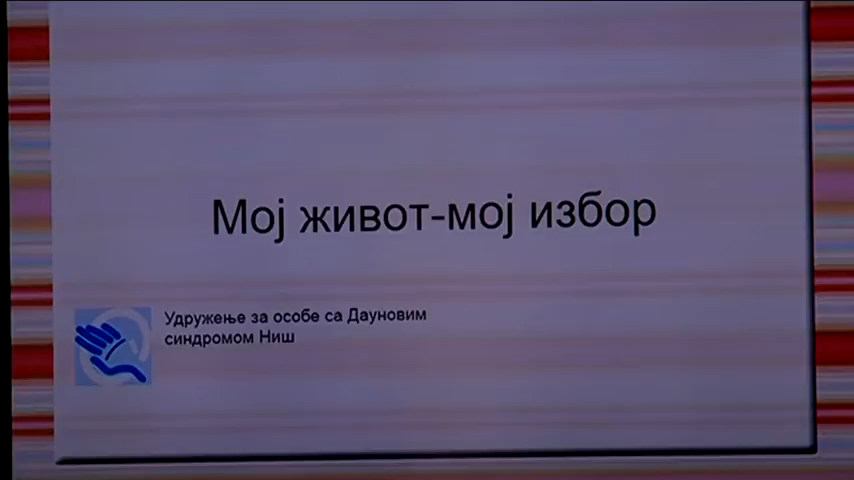 Мој живот-мој избор
Удружење за особе са Дауновим
синдромом Ниш